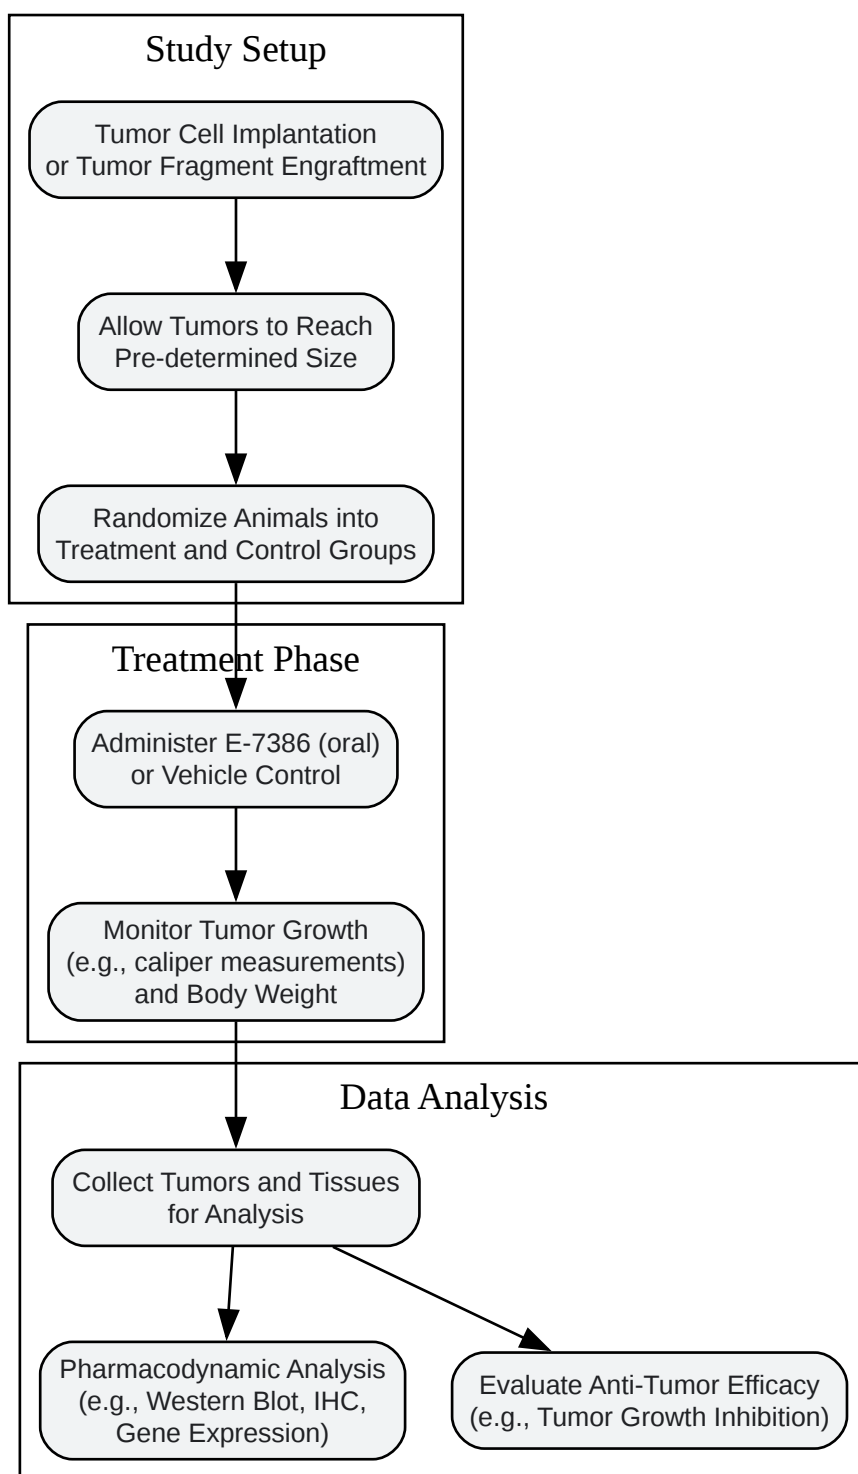 Study Setup
Tumor Cell Implantation
or Tumor Fragment Engraftment
Allow Tumors to Reach
Pre-determined Size
Randomize Animals into
Treatment and Control Groups
Treatment Phase
Administer E-7386 (oral)
or Vehicle Control
Monitor Tumor Growth
(e.g., caliper measurements)
and Body Weight
Data Analysis
Collect Tumors and Tissues
for Analysis
Pharmacodynamic Analysis
(e.g., Western Blot, IHC,
Gene Expression)
Evaluate Anti-Tumor Efficacy
(e.g., Tumor Growth Inhibition)